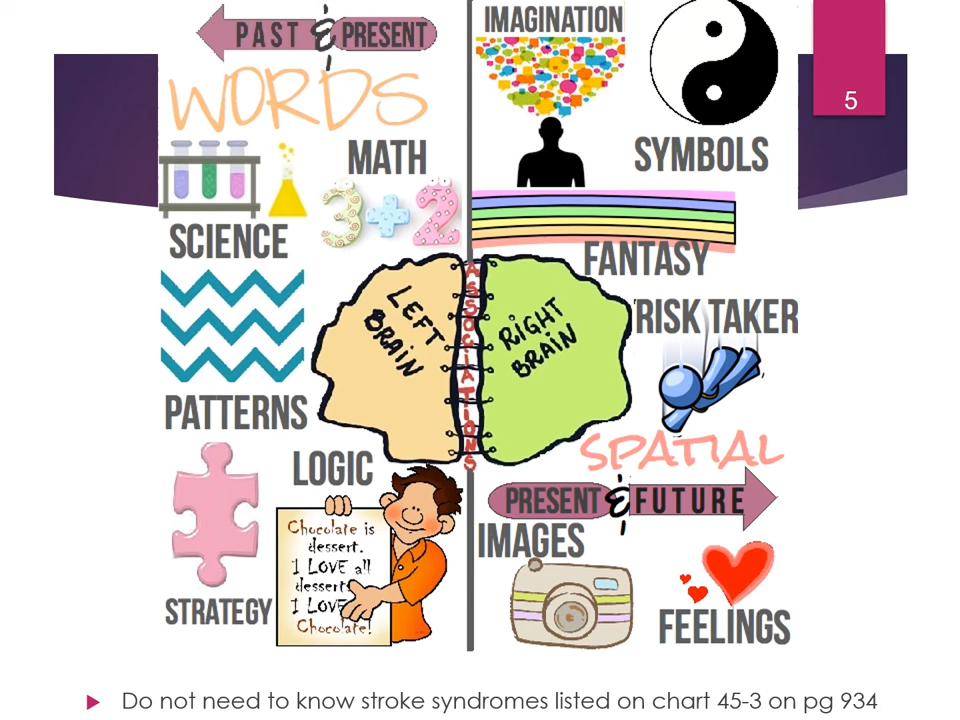 PAST & PRESENT
WORDS
MATH
3+2
SCIENCE
PATTERNS
LOGIC
Chocolate is
dessert.
I LOVE all
desserts
I LOVE
Chocolate!
STRATEGY
LEFT
BRAIN
ASSOCIATIONS
RIGHT
BRAIN
IMAGINATION
SYMBOLS
FANTASY
RISK TAKER
SPATIAL
PRESENT & FUTURE
IMAGES
FEELINGS
5
Do not need to know stroke syndromes listed on chart 45-3 on pg 934